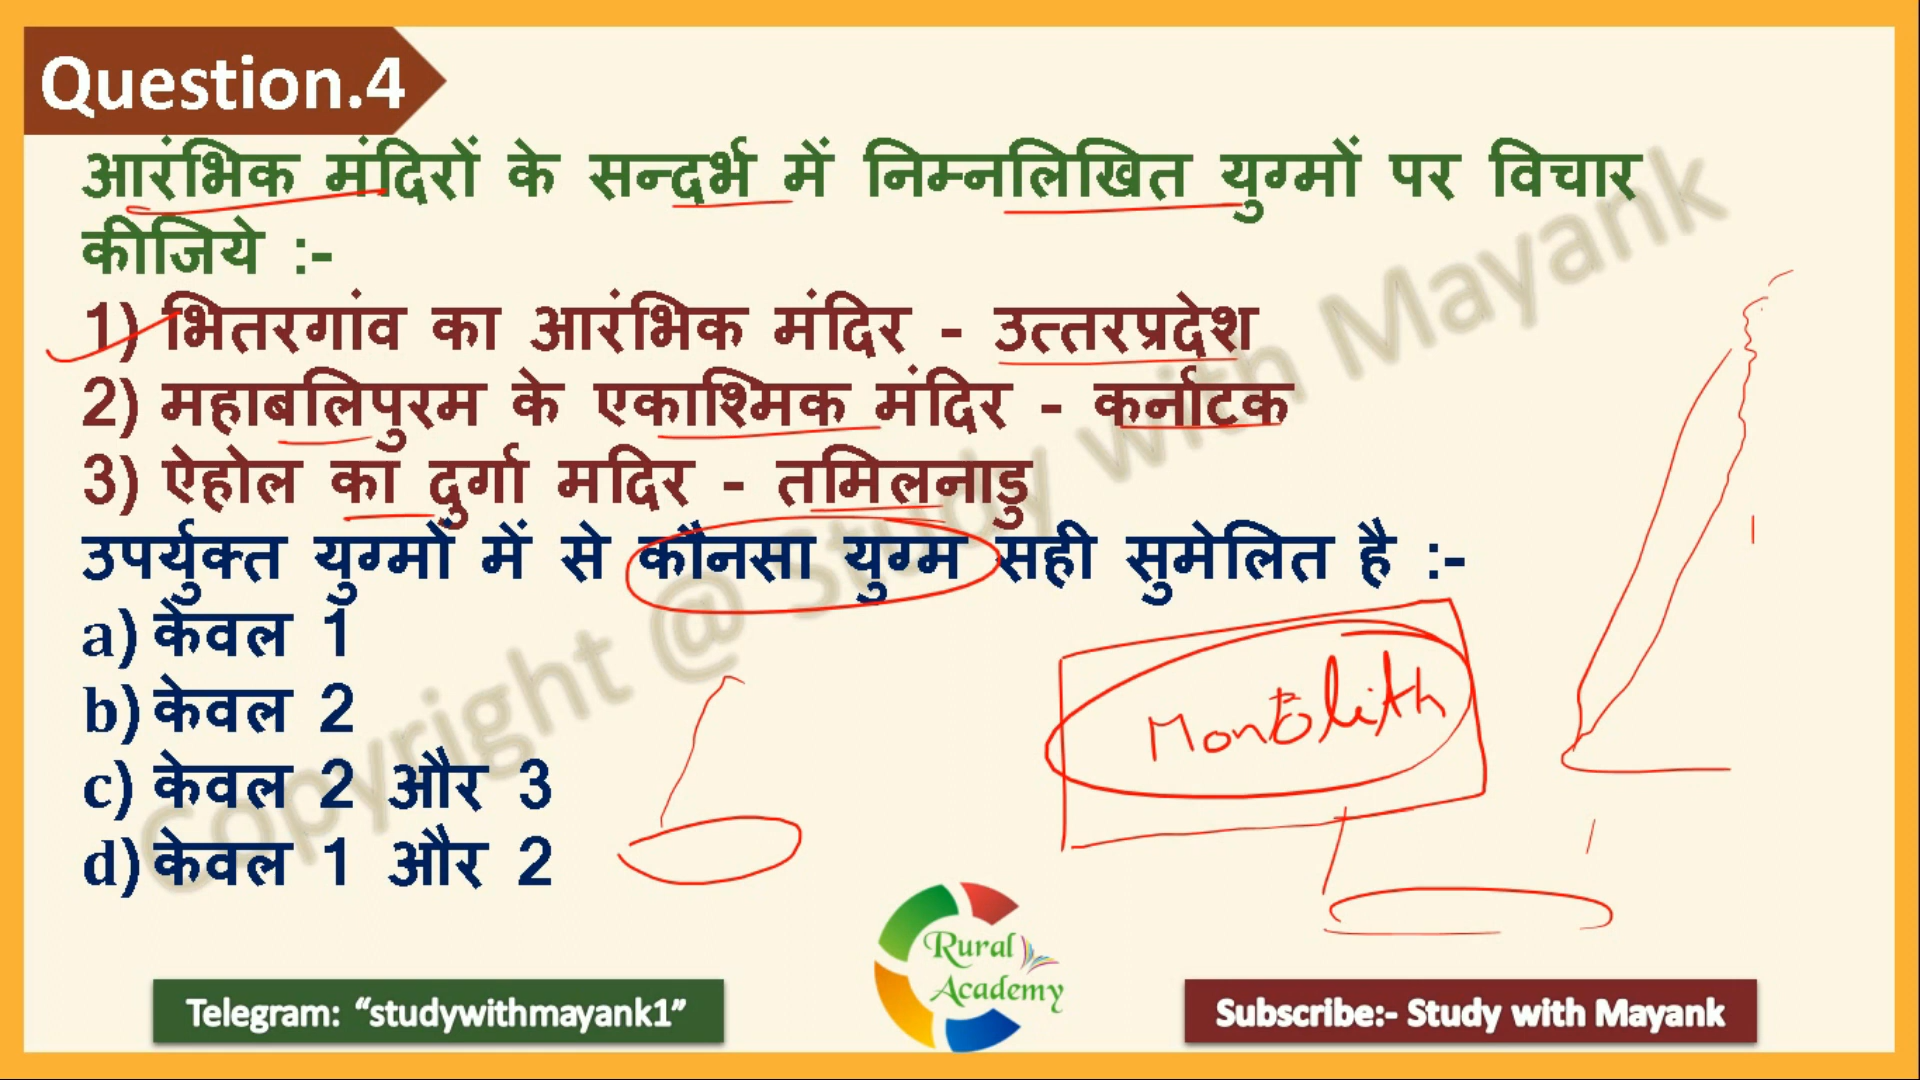 Question.4
आरंभिक मंदिरों के सन्दर्भ में निम्नलिखित युग्मों पर विचार
कीजिये :-
1) भितरगांव का आरंभिक मंदिर - उत्तरप्रदेश
2) महाबलिपुरम के एकाश्मिक मंदिर - कर्नाटक
3) ऐहोल का दुर्गा मदिर - तमिलनाडु
उपर्युक्त युग्मों में से कौनसा युग्म सही सुमेलित है :-
a) केवल 1
b) केवल 2
c) केवल 2 और 3
d) केवल 1 और 2
Monolith
Copyright @ Study with Mayank
Rural
Academy
Telegram: “studywithmayank1”
Subscribe:- Study with Mayank